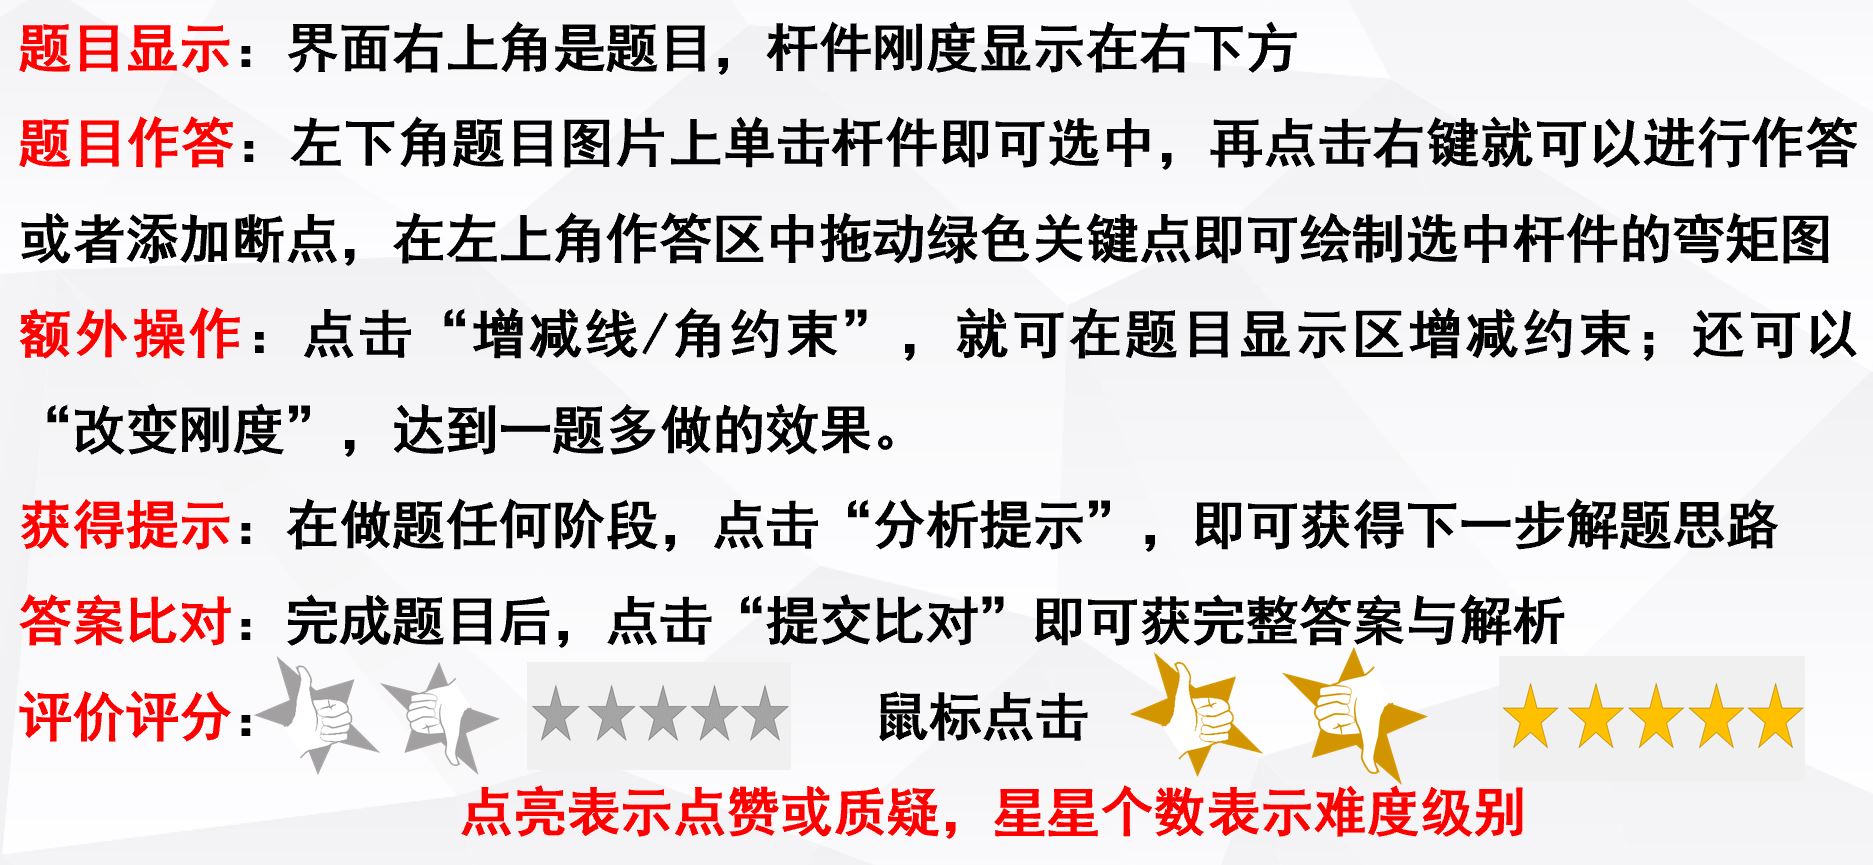 题目显示：界面右上角是题目，杆件刚度显示在右下方
题目作答：左下角题目图片上单击杆件即可选中，再点击右键就可以进行作答
或者添加断点，在左上角作答区中拖动绿色关键点即可绘制选中杆件的弯矩图
额外操作：点击“增减线/角约束”，就可在题目显示区增减约束；还可以
“改变刚度”，达到一题多做的效果。
获得提示：在做题任何阶段，点击“分析提示”，即可获得下一步解题思路
答案比对：完成题目后，点击“提交比对”即可获完整答案与解析
评价评分： 鼠标点击
点亮表示点赞或质疑，星星个数表示难度级别